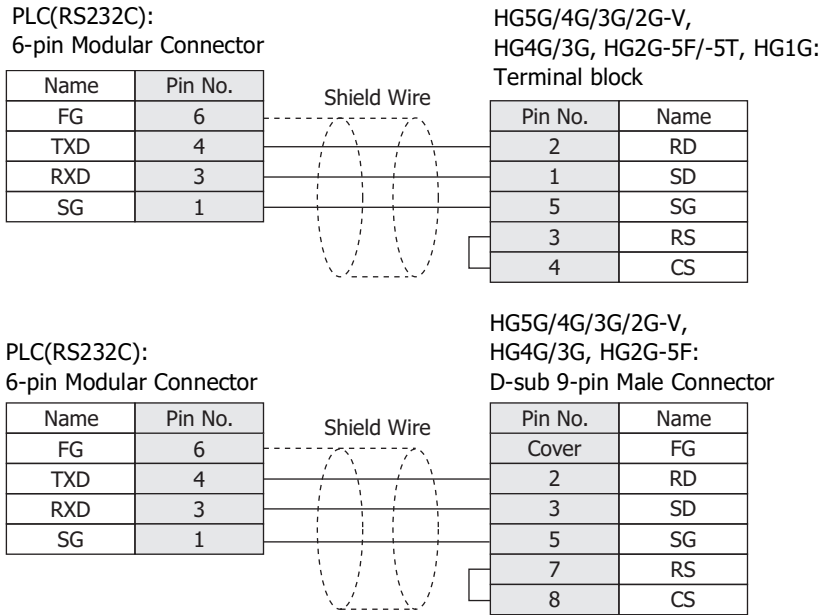 PLC(RS232C):
6-pin Modular Connector
HG5G/4G/3G/2G-V,
HG4G/3G, HG2G-5F/-5T, HG1G:
Terminal block
Name Pin No.
FG 6
TXD 4
RXD 3
SG 1
Shield Wire
Pin No. Name
2 RD
1 SD
5 SG
3 RS
4 CS
PLC(RS232C):
6-pin Modular Connector
HG5G/4G/3G/2G-V,
HG4G/3G, HG2G-5F:
D-sub 9-pin Male Connector
Name Pin No.
FG 6
TXD 4
RXD 3
SG 1
Shield Wire
Pin No. Name
Cover FG
2 RD
3 SD
5 SG
7 RS
8 CS